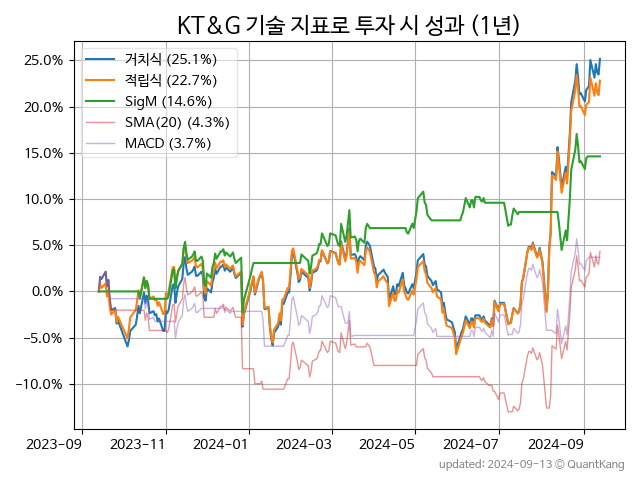 KT&G 기술 지표로 투자 시 성과 (1년)
거치식 (25.1%)
적립식 (22.7%)
SigM (14.6%)
SMA(20) (4.3%)
MACD (3.7%)
25.0%
20.0%
15.0%
10.0%
5.0%
0.0%
−5.0%
−10.0%
2023-09 2023-11 2024-01 2024-03 2024-05 2024-07 2024-09
updated: 2024-09-13 © QuantKang